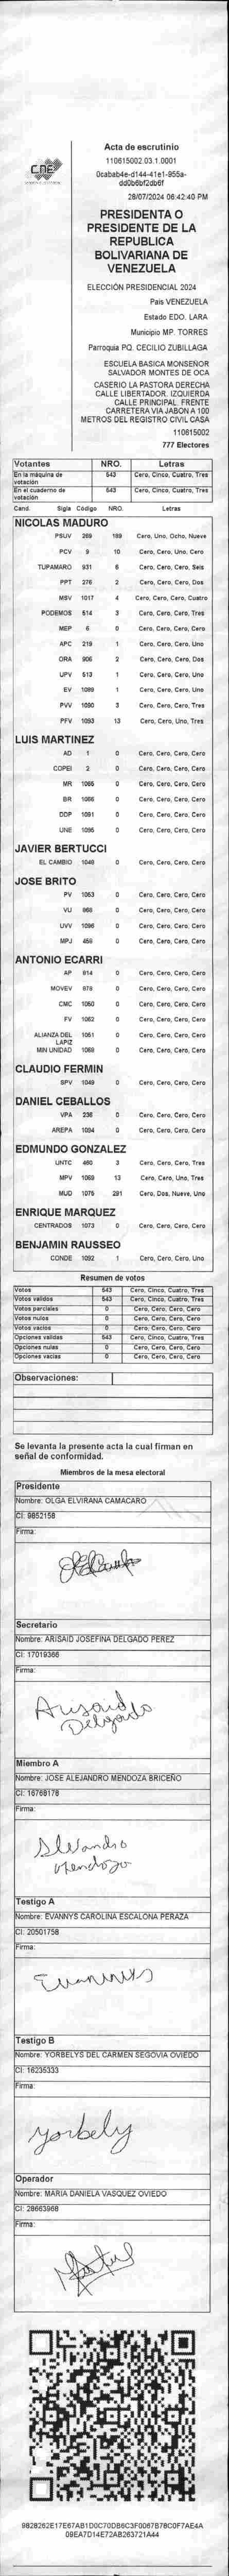 CNE
Acta de escrutinio
110615002.03.1.0001
28/07/2024 06:42:40 PM
PRESIDENTA O
PRESIDENTE DE LA
REPUBLICA
BOLIVARIANA DE
VENEZUELA
ELECCIÓN PRESIDENCIAL 2024
Pais VENEZUELA
Estado EDO. LARA
Municipio MP. TORRES
Parroquia PQ. CECILIO ZUBILLAGA
ESCUELA BASICA MONSEÑOR
SALVADOR MONTES DE OCA
CASERIO LA PASTORA DERECHA
CALLE LIBERTADOR. IZQUIERDA
CALLE PRINCIPAL. FRENTE
CARRETERA VIA JABON A 100
METROS DEL REGISTRO CIVIL CASA
110615002
777 Electores
Votantes NRO. Letras
En la máquina de votación 543 Cero, Cinco, Cuatro, Tres
En el cuaderno de votación 543 Cero, Cinco, Cuatro, Tres
Cand. Sigla Código NRO. Letras
NICOLAS MADURO
PSUV 269 189 Cero, Uno, Ocho, Nueve
PCV 9 10 Cero, Cero, Uno, Cero
TUPAMARO 931 6 Cero, Cero, Cero, Seis
PPT 276 2 Cero, Cero, Cero, Dos
MSV 1017 4 Cero, Cero, Cero, Cuatro
PODEMOS 514 3 Cero, Cero, Cero, Tres
MEP 6 0 Cero, Cero, Cero, Cero
APC 219 1 Cero, Cero, Cero, Uno
ORA 906 2 Cero, Cero, Cero, Dos
UPV 513 1 Cero, Cero, Cero, Uno
EV 1089 1 Cero, Cero, Cero, Uno
PVV 1090 3 Cero, Cero, Cero, Tres
PFV 1093 13 Cero, Cero, Uno, Tres
LUIS MARTINEZ
AD 1 0 Cero, Cero, Cero, Cero
COPEI 2 0 Cero, Cero, Cero, Cero
MR 1065 0 Cero, Cero, Cero, Cero
BR 1066 0 Cero, Cero, Cero, Cero
DDP 1091 0 Cero, Cero, Cero, Cero
UNE 1095 0 Cero, Cero, Cero, Cero
JAVIER BERTUCCI
EL CAMBIO 1040 0 Cero, Cero, Cero, Cero
JOSE BRITO
PV 1053 0 Cero, Cero, Cero, Cero
VU 968 0 Cero, Cero, Cero, Cero
UVV 1096 0 Cero, Cero, Cero, Cero
MPJ 458 0 Cero, Cero, Cero, Cero
ANTONIO ECARRI
AP 914 0 Cero, Cero, Cero, Cero
MOVEV 978 0 Cero, Cero, Cero, Cero
CMC 1050 0 Cero, Cero, Cero, Cero
FV 1062 0 Cero, Cero, Cero, Cero
ALIANZA DEL LAPIZ 1051 0 Cero, Cero, Cero, Cero
MIN UNIDAD 1069 0 Cero, Cero, Cero, Cero
CLAUDIO FERMIN
SPV 1049 0 Cero, Cero, Cero, Cero
DANIEL CEBALLOS
VPA 230 0 Cero, Cero, Cero, Cero
AREPA 1094 0 Cero, Cero, Cero, Cero
EDMUNDO GONZALEZ
UNTC 460 3 Cero, Cero, Cero, Tres
MPV 1069 13 Cero, Cero, Uno, Tres
MUD 1075 291 Cero, Dos, Nueve, Uno
ENRIQUE MARQUEZ
CENTRADOS 1073 0 Cero, Cero, Cero, Cero
BENJAMIN RAUSSEO
CONDE 1092 1 Cero, Cero, Cero, Uno
Resumen de votos
Votos 543 Cero, Cinco, Cuatro, Tres
Votos validos 543 Cero, Cinco, Cuatro, Tres
Votos parciales 0 Cero, Cero, Cero, Cero
Votos nulos 0 Cero, Cero, Cero, Cero
Votos vacios 0 Cero, Cero, Cero, Cero
Opciones validas 543 Cero, Cinco, Cuatro, Tres
Opciones nulas 0 Cero, Cero, Cero, Cero
Opciones vacias 0 Cero, Cero, Cero, Cero
Observaciones:
Se levanta la presente acta la cual firman en
señal de conformidad.
Miembros de la mesa electoral
Presidente
Nombre: OLGA ELVIRANA CAMACARO
CI: 9852158
Firma:
Secretario
Nombre: ARISAID JOSEFINA DELGADO PEREZ
CI: 17019366
Firma:
Arisaid
Delgado
Miembro A
Nombre: JOSE ALEJANDRO MENDOZA BRICEÑO
CI: 16768178
Firma:
Alejandro
Mendoza
Testigo A
Nombre: EVANNYS CAROLINA ESCALONA PERAZA
CI: 20501758
Firma:
Evannys
Testigo B
Nombre: YORBELYS DEL CARMEN SEGOVIA OVIEDO
CI: 16235333
Firma:
yorbely
Operador
Nombre: MARIA DANIELA VASQUEZ OVIEDO
CI: 28663968
Firma: